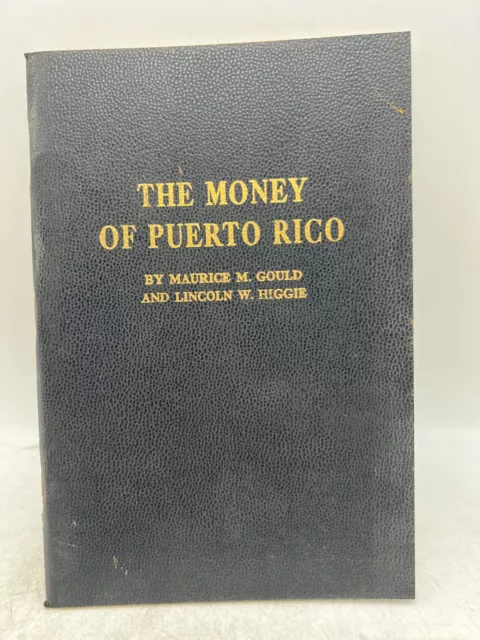 THE MONEY
OF PUERTO RICO
BY MAURICE M. GOULD
AND LINCOLN W. HIGGIE